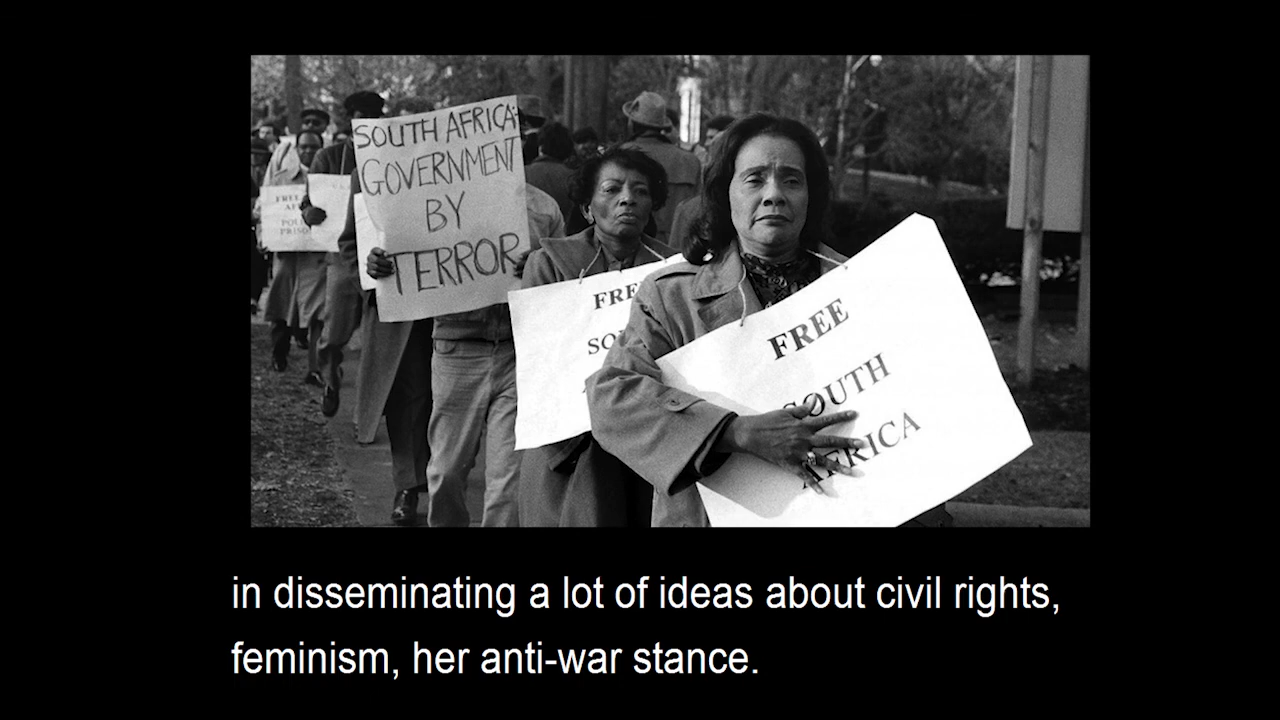 SOUTH AFRICA:
GOVERNMENT
BY
TERROR
FREE
SOUTH
AFRICA
in disseminating a lot of ideas about civil rights,
feminism, her anti-war stance.